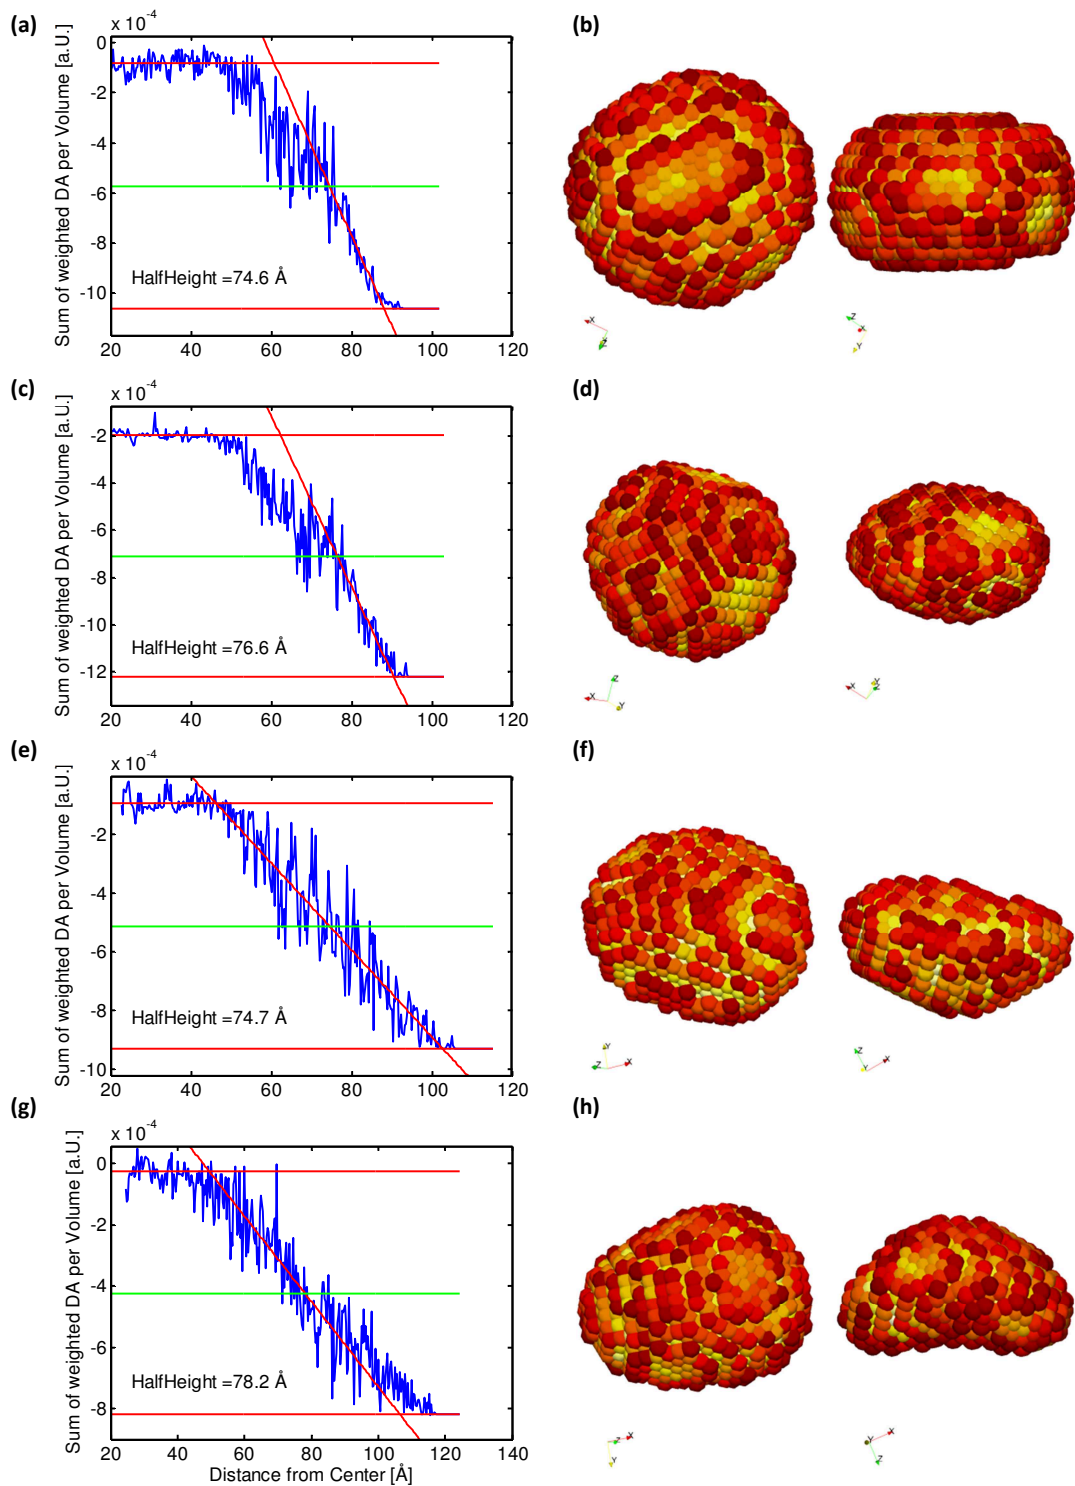 (a)
(b)
x 10-4
0
-2
-4
-6
-8
-10
Sum of weighted DA per Volume [a.U.]
HalfHeight =74.6 Å
20 40 60 80 100 120
X Z
Z X Y
(c)
(d)
x 10-4
-2
-4
-6
-8
-10
-12
Sum of weighted DA per Volume [a.U.]
HalfHeight =76.6 Å
20 40 60 80 100 120
X Z Y
X Y Z
(e)
(f)
x 10-4
-2
-4
-6
-8
-10
Sum of weighted DA per Volume [a.U.]
HalfHeight =74.7 Å
20 40 60 80 100 120
Y Z X
Z Y X
(g)
(h)
x 10-4
0
-2
-4
-6
-8
Sum of weighted DA per Volume [a.U.]
HalfHeight =78.2 Å
20 40 60 80 100 120 140
Distance from Center [Å]
Z X Y
Y X Z